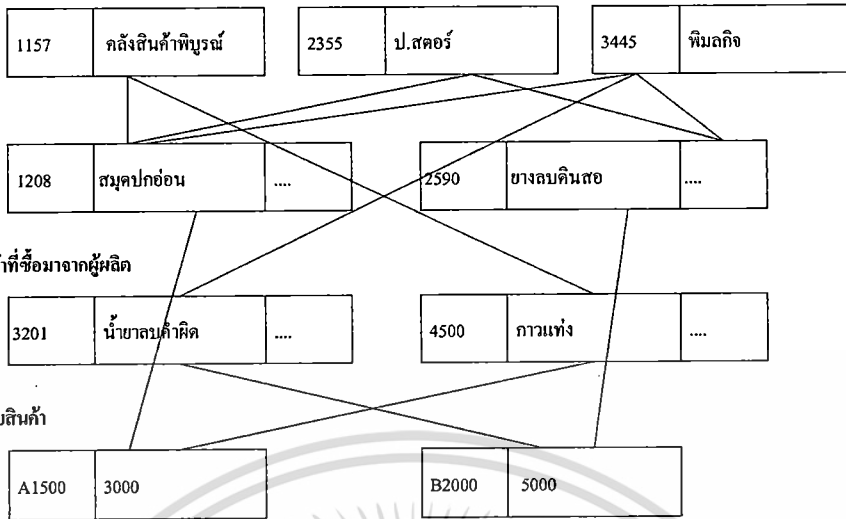 1157 คลังสินค้าพิบูรณ์ 2355 ป.สตอร์ 3445 พิมลกิจ
1208 สมุดปกอ่อน .... 2590 ยางลบดินสอ ....
าที่ซื้อมาจากผู้ผลิต
3201 น้ำยาลบคำผิด .... 4500 กาวแท่ง ....
บสินค้า
A1500 3000 B2000 5000